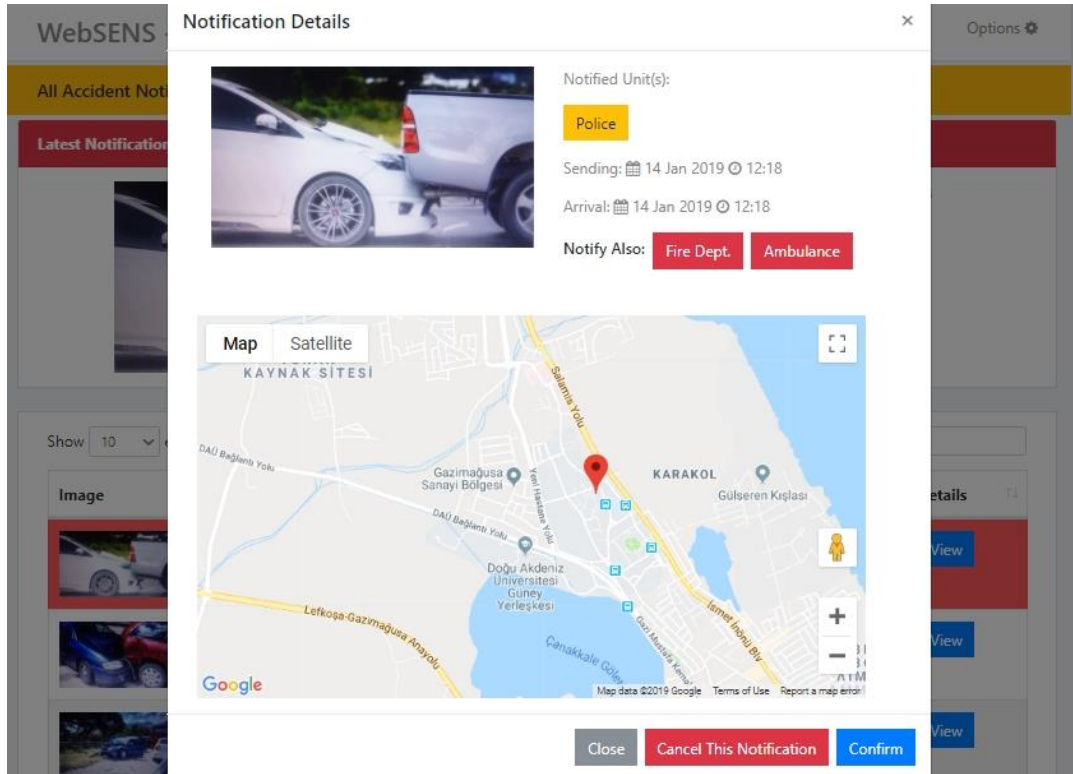 WebSENS -
Notification Details
×
Options
All Accident Noti
Latest Notification
Notified Unit(s):
Police
Sending: 14 Jan 2019 12:18
Arrival: 14 Jan 2019 12:18
Notify Also: Fire Dept. Ambulance
Map Satellite
KAYNAK SİTESİ
Salamis Yolu
DAÜ Bağlantı Yolu
Gazimağusa
Sanayi Bölgesi
Yeni Hastane Yolu
KARAKOL
Gülseren Kışlası
DAÜ Bağlantı Yolu
Doğu Akdeniz
Üniversitesi
Güney
Yerleşkesi
Lefkoşa-Gazimağusa Anayolu
Çanakkale Göleti
Gazi Mustafa Kemal
İsmet İnönü Blv
Google
Map data ©2019 Google Terms of Use Report a map error
Show 10
Image
etails
View
View
View
Close Cancel This Notification Confirm